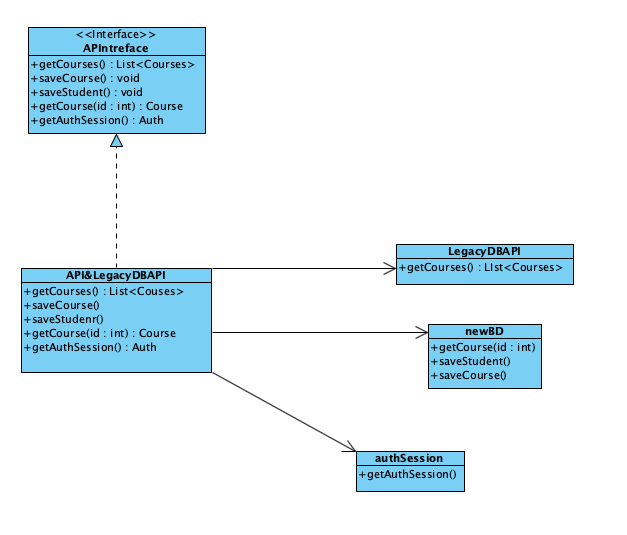 <<Interface>>
APIntreface
+getCourses() : List<Courses>
+saveCourse() : void
+saveStudent() : void
+getCourse(id : int) : Course
+getAuthSession() : Auth
API&LegacyDBAPI
+getCourses() : List<Couses>
+saveCourse()
+saveStudenr()
+getCourse(id : int) : Course
+getAuthSession() : Auth
LegacyDBAPI
+getCourses() : LIst<Courses>
newBD
+getCourse(id : int)
+saveStudent()
+saveCourse()
authSession
+getAuthSession()